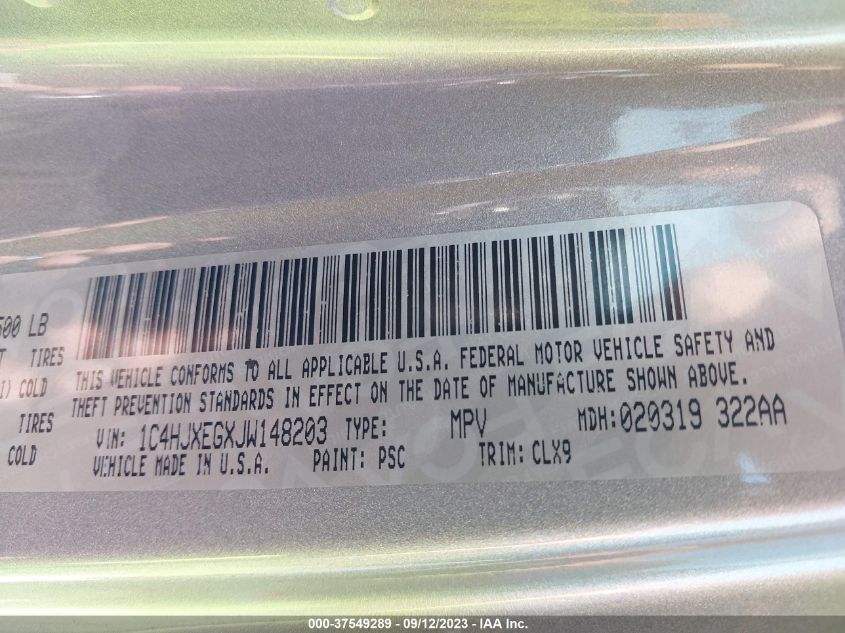 500 LB
TIRES
COLD
TIRES
COLD
THIS VEHICLE CONFORMS TO ALL APPLICABLE U.S.A. FEDERAL MOTOR VEHICLE SAFETY AND
THEFT PREVENTION STANDARDS IN EFFECT ON THE DATE OF MANUFACTURE SHOWN ABOVE.
VIN: 1C4HJXEGXJW148203 TYPE: MPV MDH:020319 322AA
VEHICLE MADE IN U.S.A. PAINT: PSC TRIM: CLX9
000-37549289 - 09/12/2023 - IAA Inc.